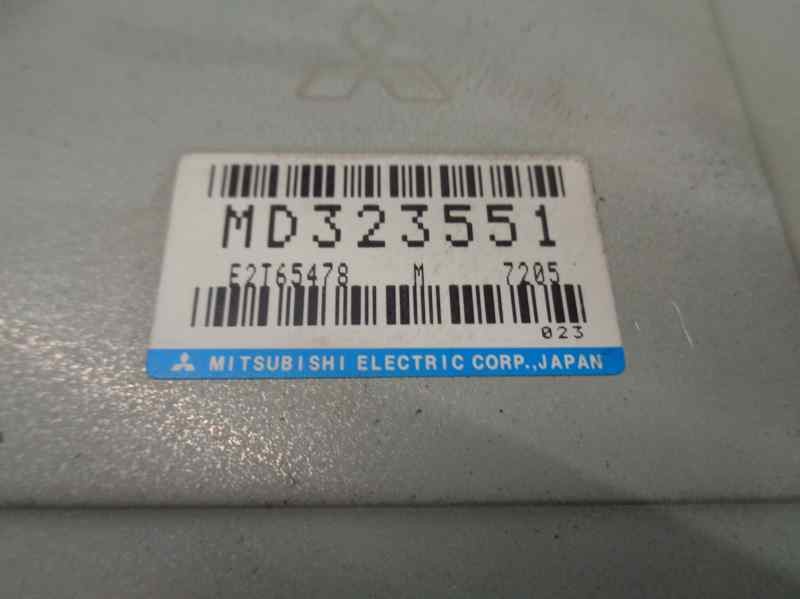 MD323551
E2T65478 M 7205
023
MITSUBISHI ELECTRIC CORP.,JAPAN